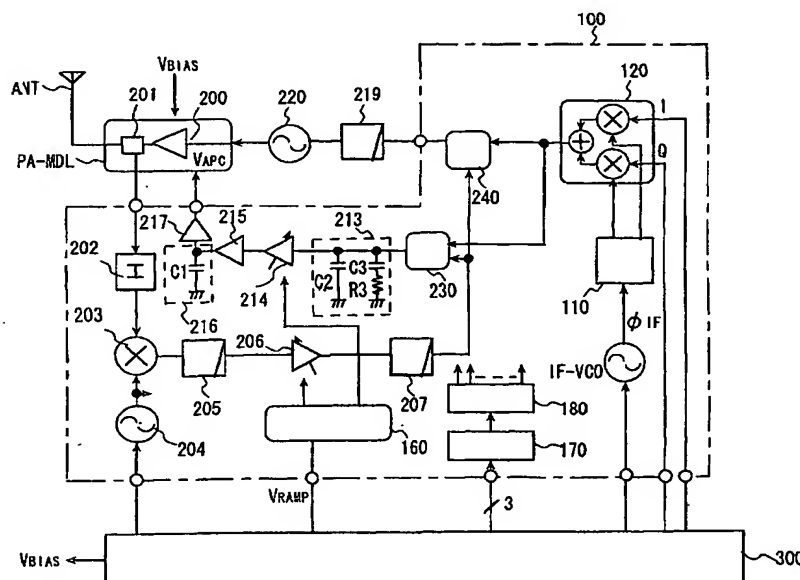 100
VBIAS
ANT
201
200
220
219
120
I
Q
PA-MDL
VAPC
240
217
215
213
202
C1
C2
C3
R3
214
230
110
216
φIF
203
206
IF-VCO
205
207
180
204
160
170
VRAMP
3
VBIAS
300